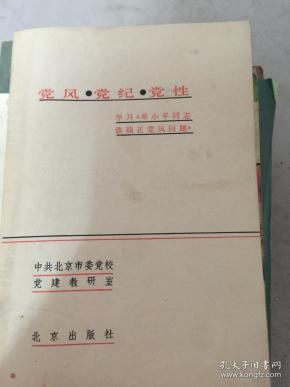 党风•党纪•党性
学习《邓小平同志
谈端正党风问题》
中共北京市委党校
党建教研室
北京出版社
孔夫子旧书网